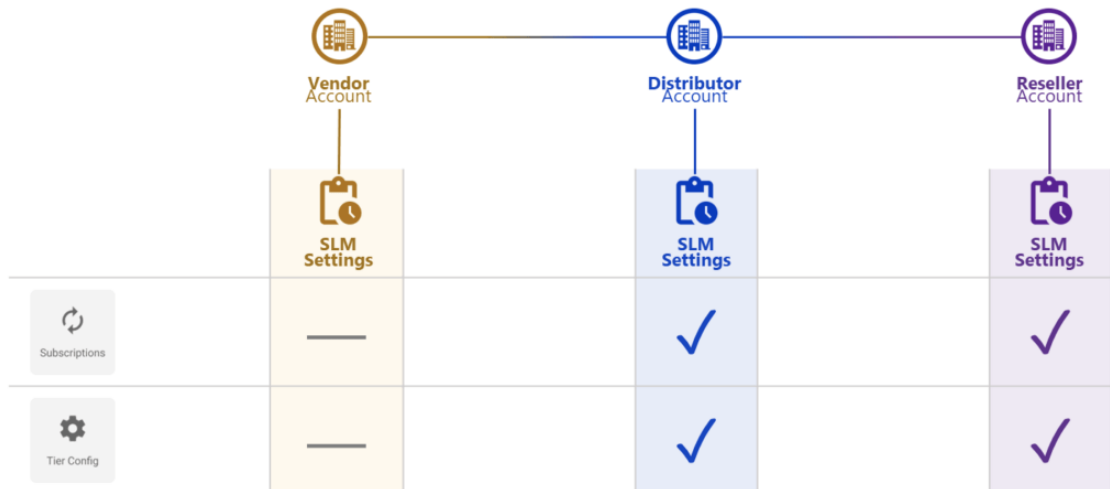 Vendor
Account
Distributor
Account
Reseller
Account
SLM
Settings
SLM
Settings
SLM
Settings
Subscriptions
Tier Config